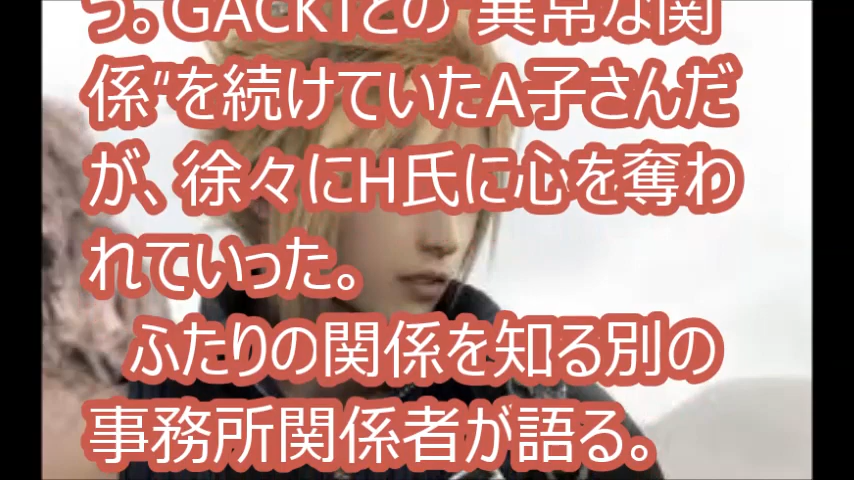 う。GACKTとの"異常な関
係"を続けていたA子さんだ
が、徐々にH氏に心を奪わ
れていった。
ふたりの関係を知る別の
事務所関係者が語る。